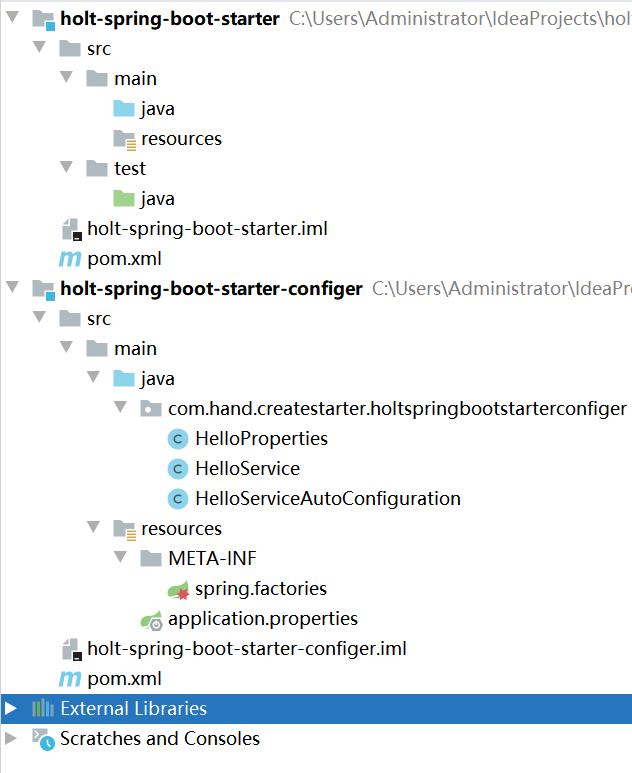 holt-spring-boot-starter C:\Users\Administrator\IdeaProjects\holt
src
main
java
resources
test
java
holt-spring-boot-starter.iml
pom.xml
holt-spring-boot-starter-configer C:\Users\Administrator\IdeaPro
src
main
java
com.hand.createstarter.holtspringbootstarterconfiger
HelloProperties
HelloService
HelloServiceAutoConfiguration
resources
META-INF
spring.factories
application.properties
holt-spring-boot-starter-configer.iml
pom.xml
External Libraries
Scratches and Consoles